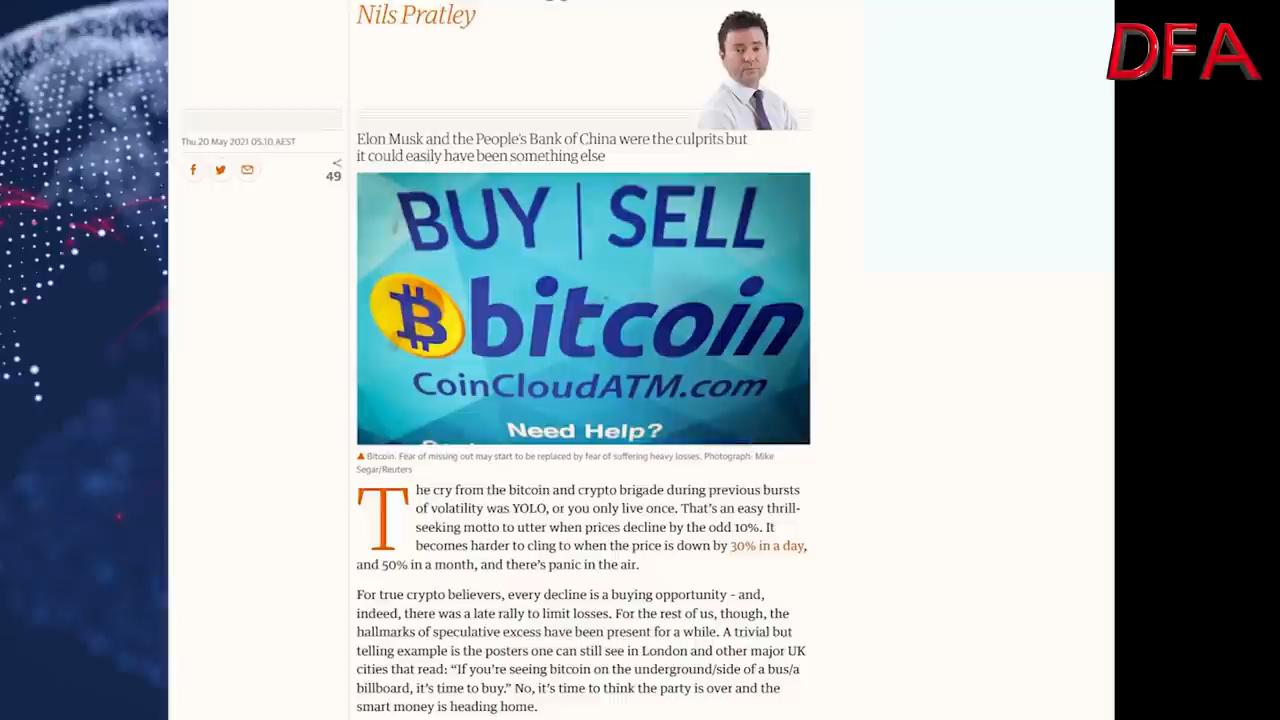 DFA
Nils Pratley
Elon Musk and the People's Bank of China were the culprits but
it could easily have been something else
Thu 20 May 2021 05.10 AEST
49
BUY | SELL
bitcoin
CoinCloudATM.com
Need Help?
Bitcoin. Fear of missing out may start to be replaced by fear of suffering heavy losses. Photograph: Mike
Segar/Reuters
The cry from the bitcoin and crypto brigade during previous bursts
of volatility was YOLO, or you only live once. That's an easy thrill-
seeking motto to utter when prices decline by the odd 10%. It
becomes harder to cling to when the price is down by 30% in a day,
and 50% in a month, and there's panic in the air.
For true crypto believers, every decline is a buying opportunity – and,
indeed, there was a late rally to limit losses. For the rest of us, though, the
hallmarks of speculative excess have been present for a while. A trivial but
telling example is the posters one can still see in London and other major UK
cities that read: “If you're seeing bitcoin on the underground/side of a bus/a
billboard, it's time to buy.” No, it's time to think the party is over and the
smart money is heading home.